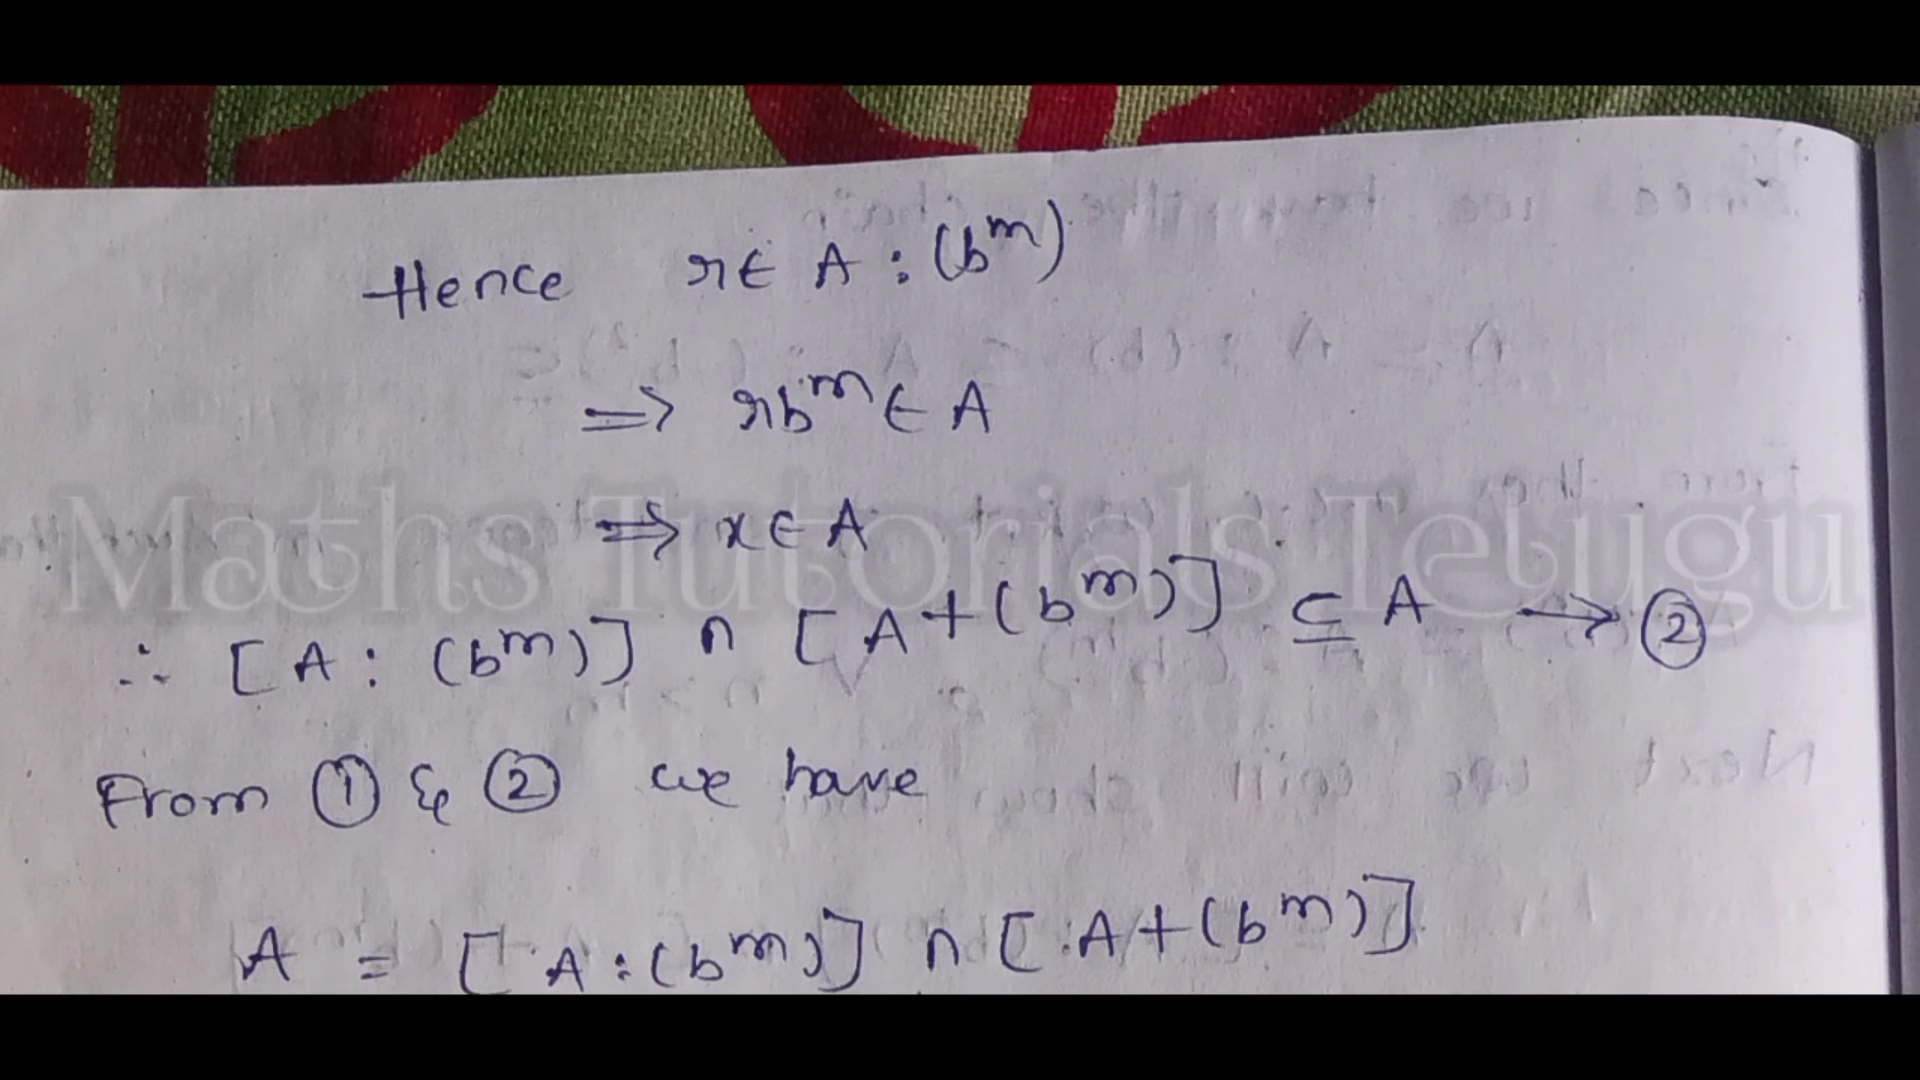 Hence r ∈ A : (b^m)
⇒ rb^m ∈ A
⇒ x ∈ A
Maths Tutorials Telugu
∴ [A : (b^m)] ∩ [A + (b^m)] ⊆ A → ②
From ① & ② we have
A = [A : (b^m)] ∩ [A + (b^m)]